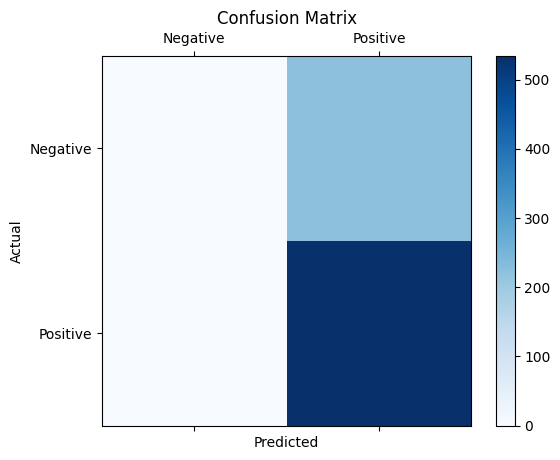 Confusion Matrix
Negative Positive
Negative
Positive
Actual
Predicted
500
400
300
200
100
0